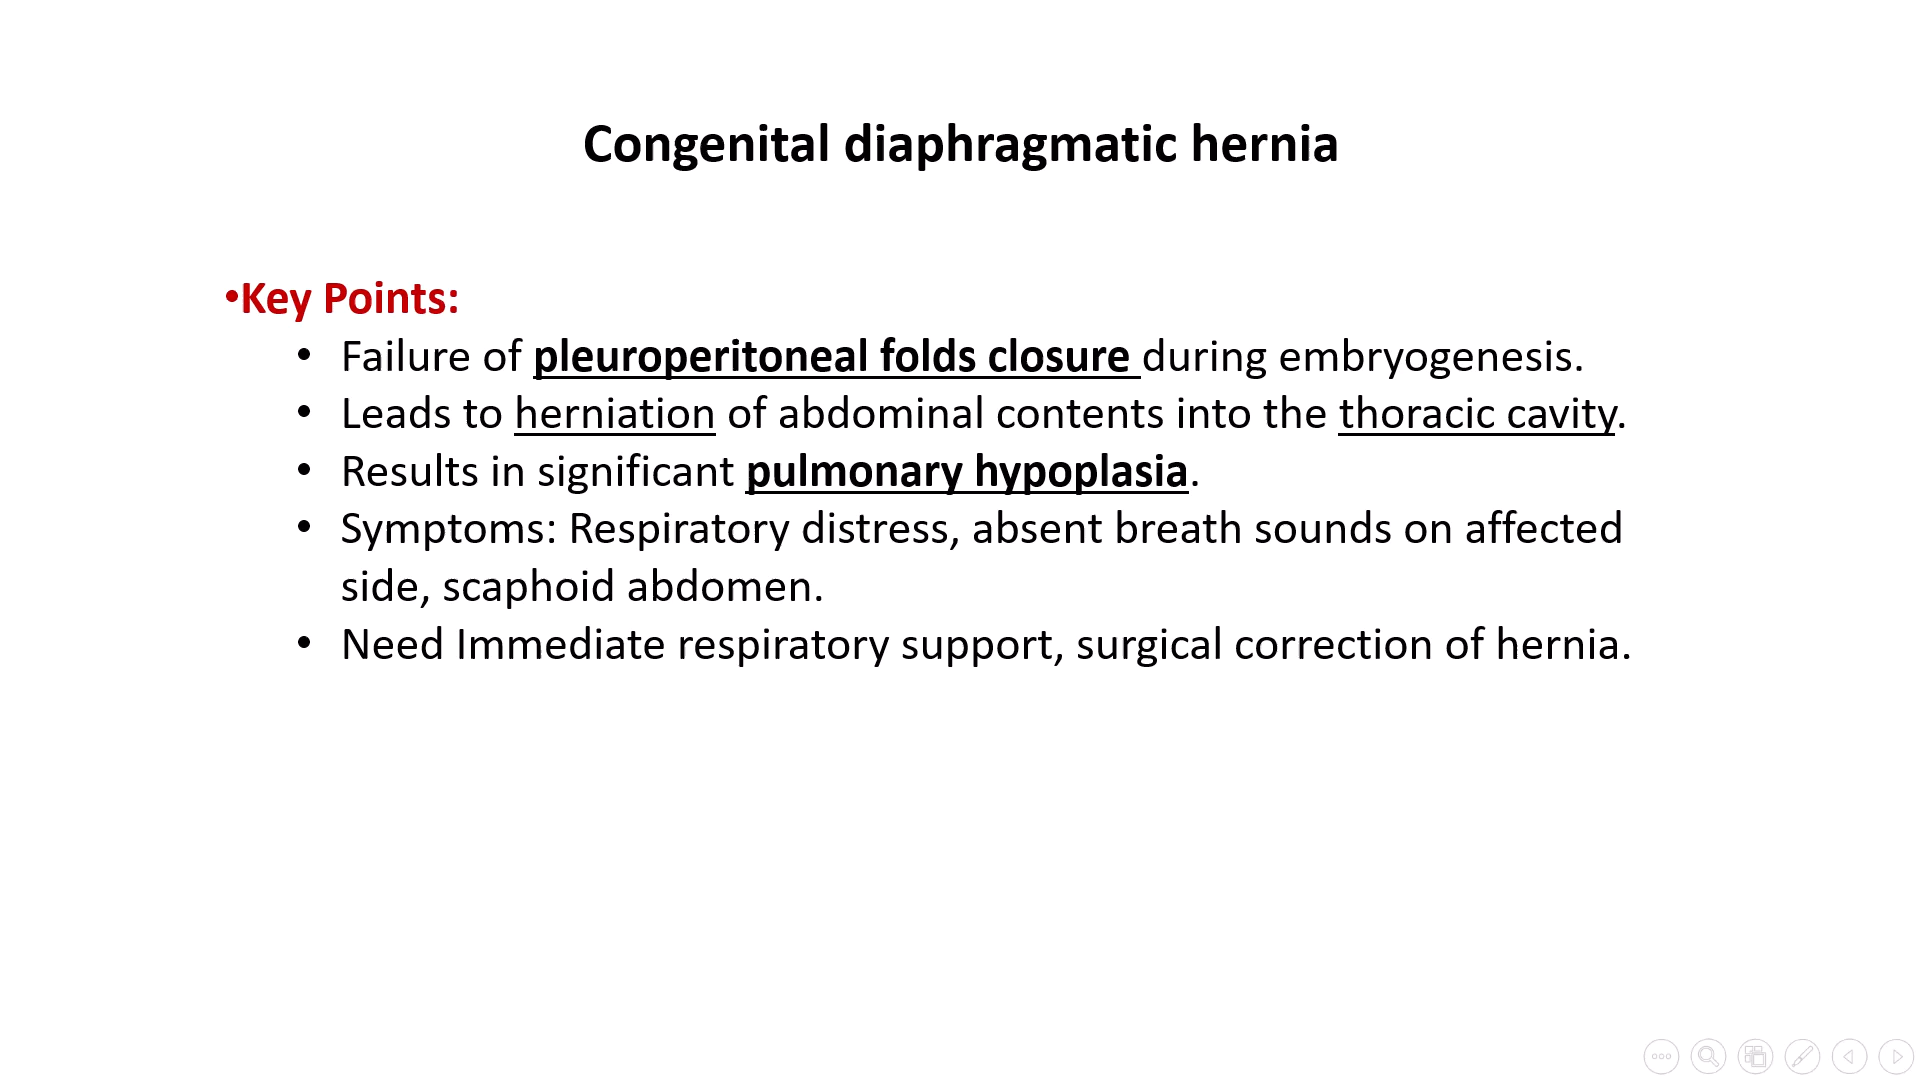 Congenital diaphragmatic hernia
•Key Points:
• Failure of pleuroperitoneal folds closure during embryogenesis.
• Leads to herniation of abdominal contents into the thoracic cavity.
• Results in significant pulmonary hypoplasia.
• Symptoms: Respiratory distress, absent breath sounds on affected
side, scaphoid abdomen.
• Need Immediate respiratory support, surgical correction of hernia.